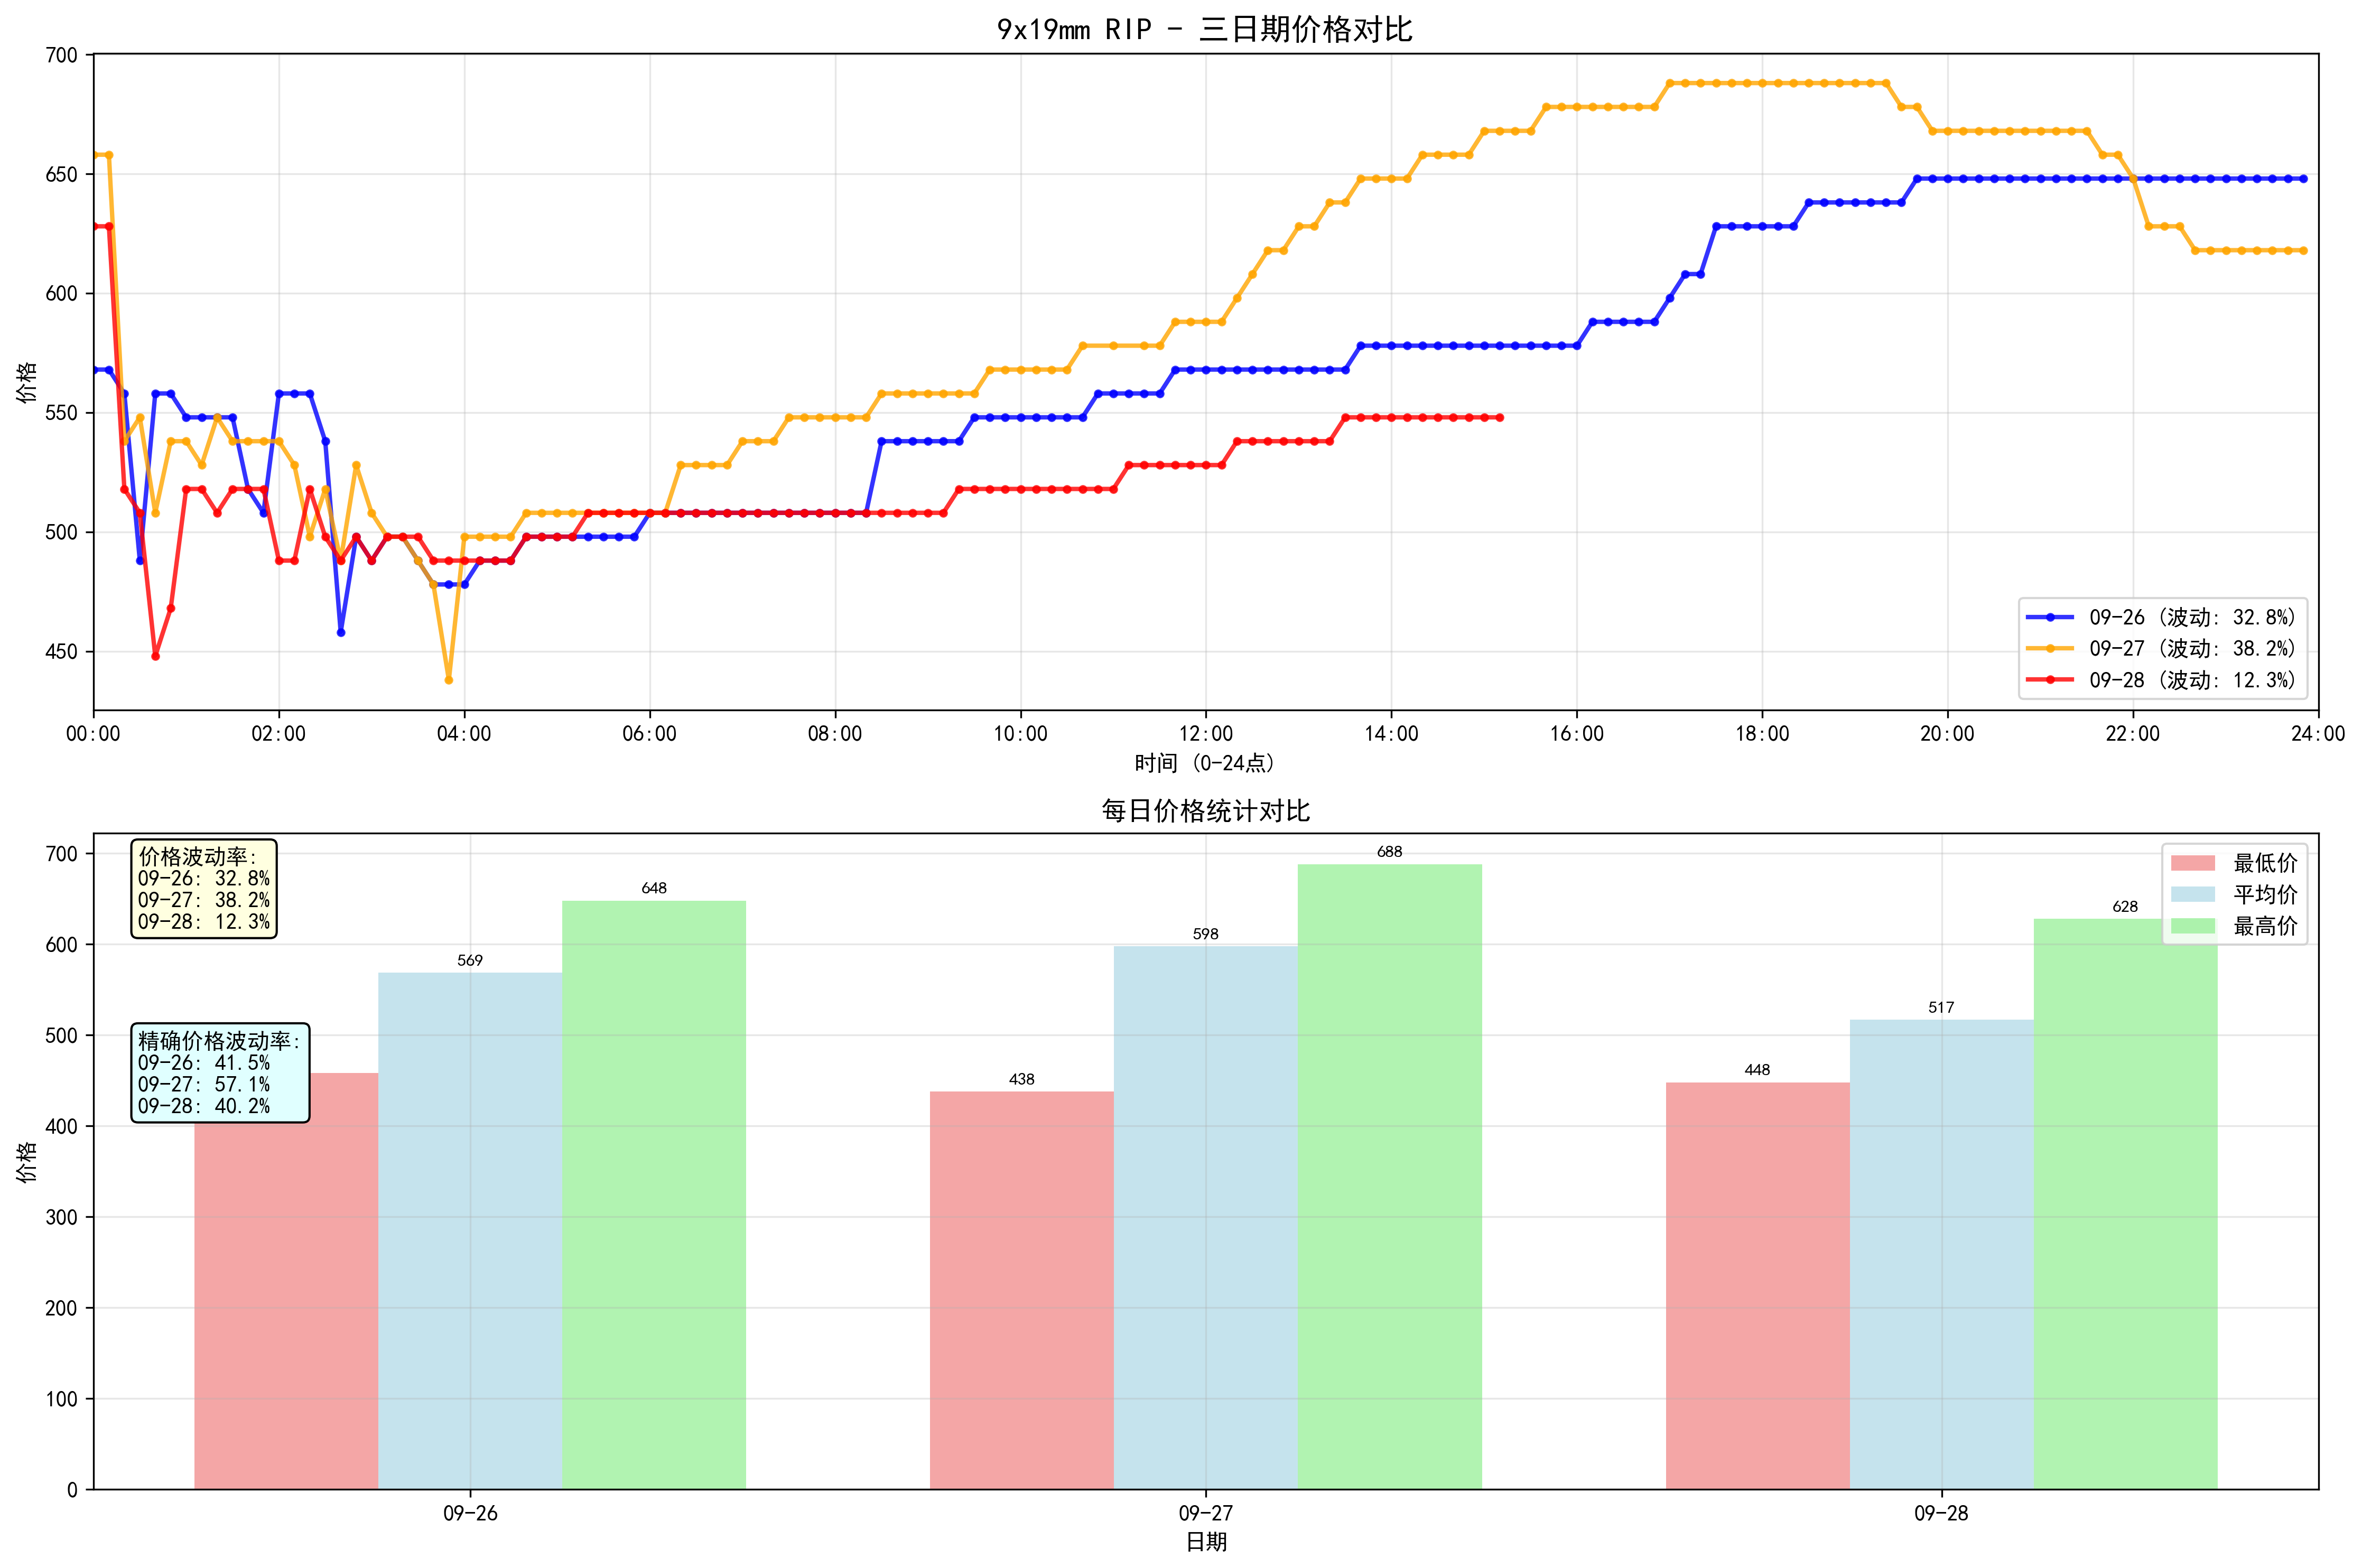 9x19mm RIP - 三日期价格对比
价格
700
650
600
550
500
450
00:00 02:00 04:00 06:00 08:00 10:00 12:00 14:00 16:00 18:00 20:00 22:00 24:00
时间 (0-24点)
09-26 (波动: 32.8%)
09-27 (波动: 38.2%)
09-28 (波动: 12.3%)
每日价格统计对比
价格
700
600
500
400
300
200
100
0
价格波动率:
09-26: 32.8%
09-27: 38.2%
09-28: 12.3%
精确价格波动率:
09-26: 41.5%
09-27: 57.1%
09-28: 40.2%
569
648
438
598
688
448
517
628
最低价
平均价
最高价
09-26 09-27 09-28
日期